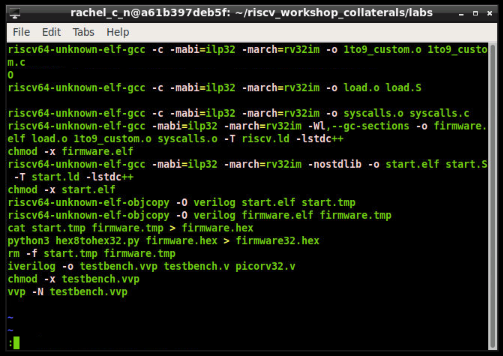 rachel_c_n@a61b397deb5f: ~/riscv_workshop_collaterals/labs
File Edit Tabs Help
riscv64-unknown-elf-gcc -c -mabi=ilp32 -march=rv32im -o 1to9_custom.o 1to9_custo
m.c
O
riscv64-unknown-elf-gcc -c -mabi=ilp32 -march=rv32im -o load.o load.S
riscv64-unknown-elf-gcc -c -mabi=ilp32 -march=rv32im -o syscalls.o syscalls.c
riscv64-unknown-elf-gcc -mabi=ilp32 -march=rv32im -Wl,--gc-sections -o firmware.
elf load.o 1to9_custom.o syscalls.o -T riscv.ld -lstdc++
chmod -x firmware.elf
riscv64-unknown-elf-gcc -mabi=ilp32 -march=rv32im -nostdlib -o start.elf start.S
-T start.ld -lstdc++
chmod -x start.elf
riscv64-unknown-elf-objcopy -O verilog start.elf start.tmp
riscv64-unknown-elf-objcopy -O verilog firmware.elf firmware.tmp
cat start.tmp firmware.tmp > firmware.hex
python3 hex8tohex32.py firmware.hex > firmware32.hex
rm -f start.tmp firmware.tmp
iverilog -o testbench.vvp testbench.v picorv32.v
chmod -x testbench.vvp
vvp -N testbench.vvp
~
~
: